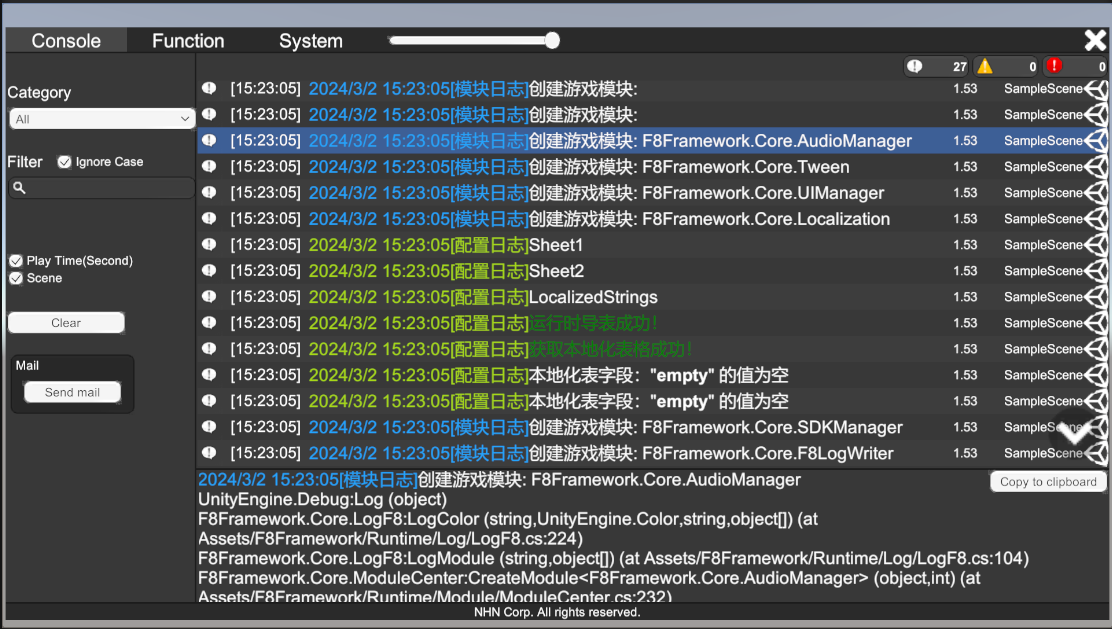 Console Function System
27 0 0
Category
All
Filter Ignore Case
Play Time(Second)
Scene
Clear
Mail
Send mail
[15:23:05] 2024/3/2 15:23:05[模块日志]创建游戏模块: 1.53 SampleScene
[15:23:05] 2024/3/2 15:23:05[模块日志]创建游戏模块: 1.53 SampleScene
[15:23:05] 2024/3/2 15:23:05[模块日志]创建游戏模块: F8Framework.Core.AudioManager 1.53 SampleScene
[15:23:05] 2024/3/2 15:23:05[模块日志]创建游戏模块: F8Framework.Core.Tween 1.53 SampleScene
[15:23:05] 2024/3/2 15:23:05[模块日志]创建游戏模块: F8Framework.Core.UIManager 1.53 SampleScene
[15:23:05] 2024/3/2 15:23:05[模块日志]创建游戏模块: F8Framework.Core.Localization 1.53 SampleScene
[15:23:05] 2024/3/2 15:23:05[配置日志]Sheet1 1.53 SampleScene
[15:23:05] 2024/3/2 15:23:05[配置日志]Sheet2 1.53 SampleScene
[15:23:05] 2024/3/2 15:23:05[配置日志]LocalizedStrings 1.53 SampleScene
[15:23:05] 2024/3/2 15:23:05[配置日志]运行时导表成功! 1.53 SampleScene
[15:23:05] 2024/3/2 15:23:05[配置日志]获取本地化表格成功! 1.53 SampleScene
[15:23:05] 2024/3/2 15:23:05[配置日志]本地化表字段："empty" 的值为空 1.53 SampleScene
[15:23:05] 2024/3/2 15:23:05[配置日志]本地化表字段："empty" 的值为空 1.53 SampleScene
[15:23:05] 2024/3/2 15:23:05[模块日志]创建游戏模块: F8Framework.Core.SDKManager 1.53 SampleScene
[15:23:05] 2024/3/2 15:23:05[模块日志]创建游戏模块: F8Framework.Core.F8LogWriter 1.53 SampleScene
2024/3/2 15:23:05[模块日志]创建游戏模块: F8Framework.Core.AudioManager Copy to clipboard
UnityEngine.Debug:Log (object)
F8Framework.Core.LogF8:LogColor (string,UnityEngine.Color,string,object[]) (at
Assets/F8Framework/Runtime/Log/LogF8.cs:224)
F8Framework.Core.LogF8:LogModule (string,object[]) (at Assets/F8Framework/Runtime/Log/LogF8.cs:104)
F8Framework.Core.ModuleCenter:CreateModule<F8Framework.Core.AudioManager> (object,int) (at
Assets/F8Framework/Runtime/Module/ModuleCenter.cs:232)
NHN Corp. All rights reserved.